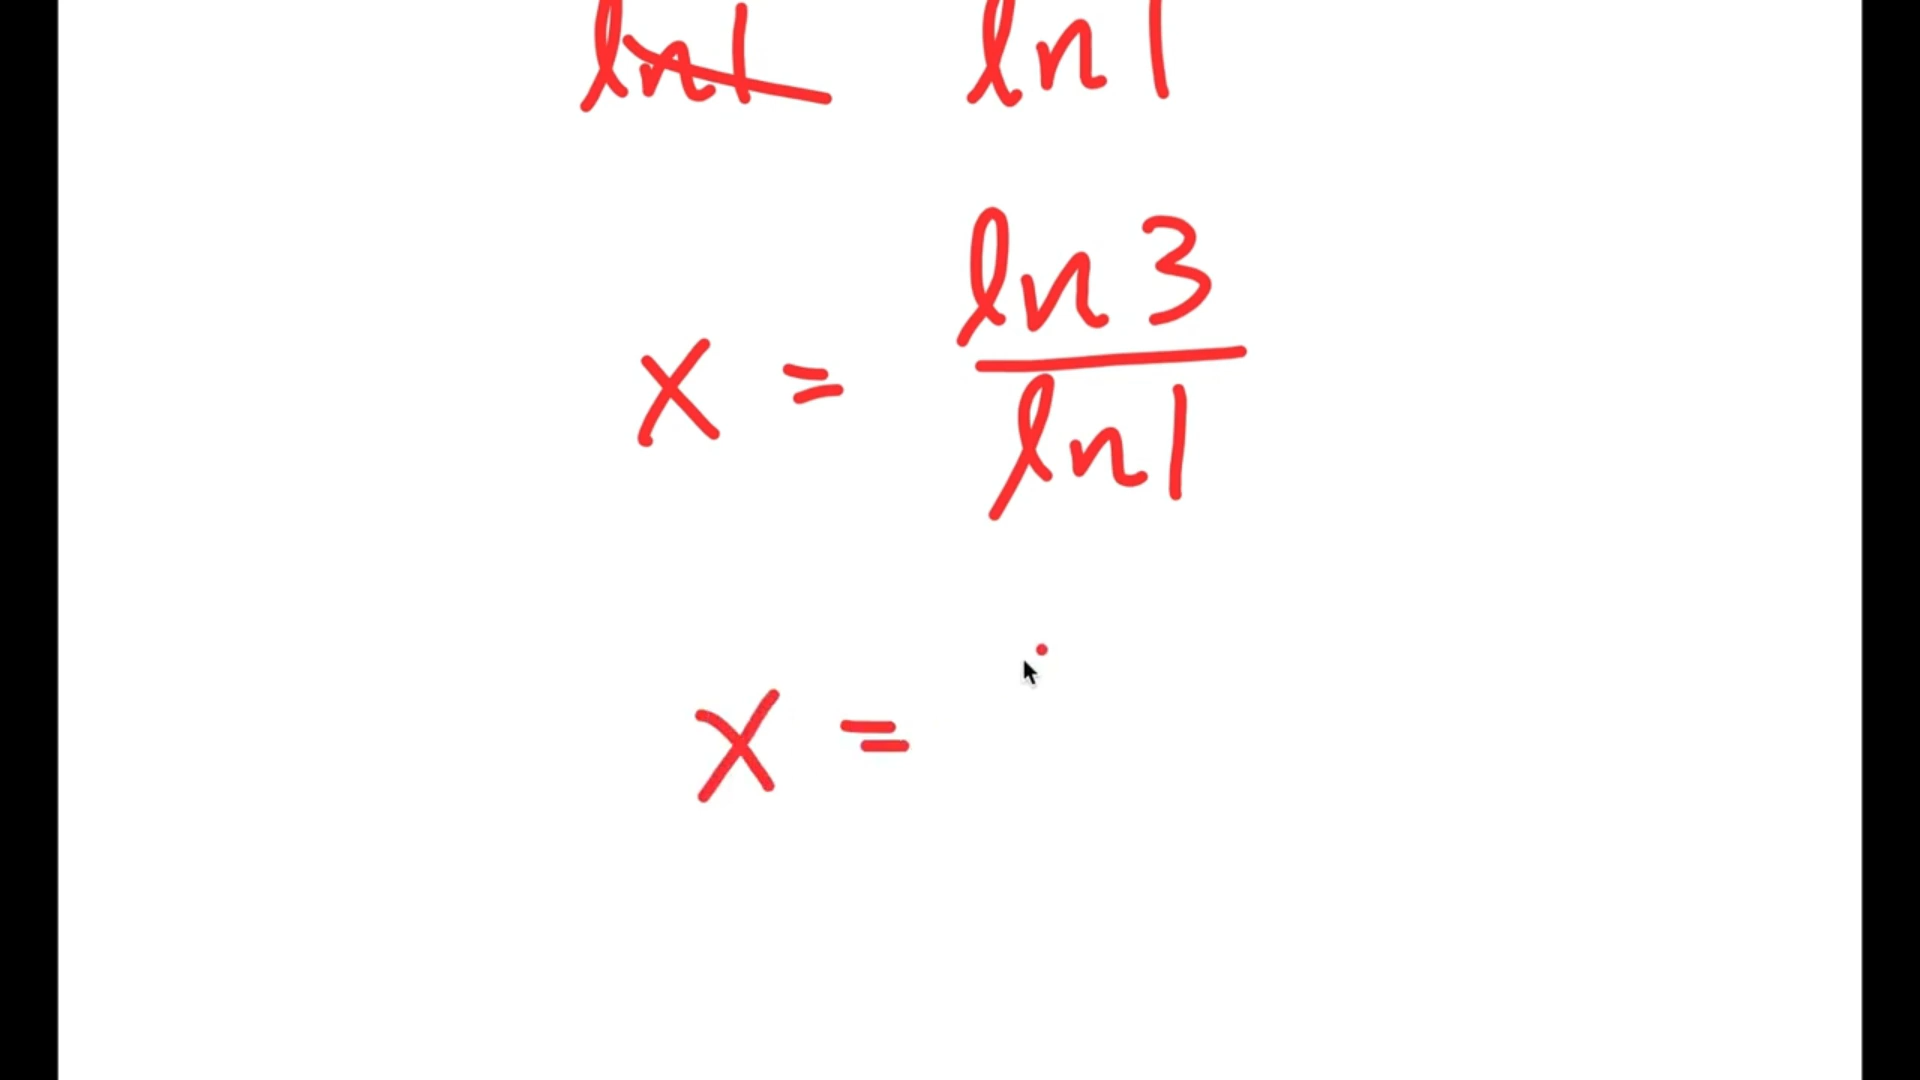 ln1 ln1
x = ln3
ln1
x =